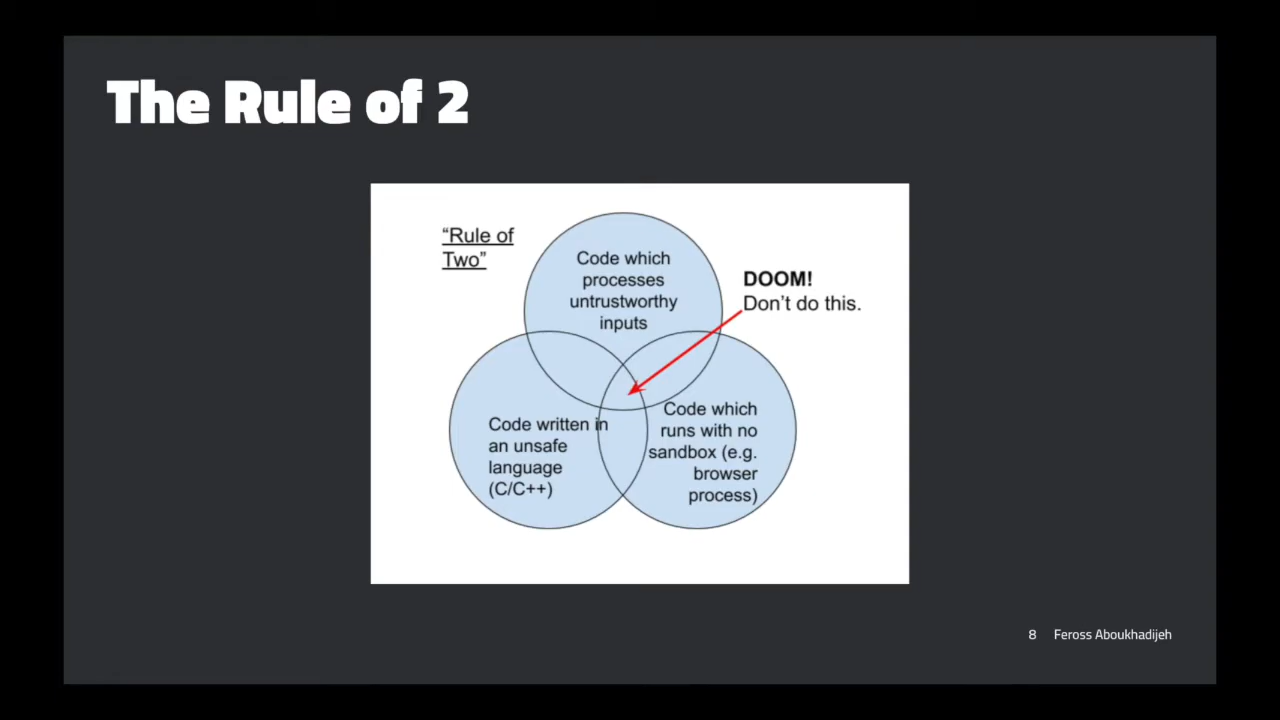 The Rule of 2
“Rule of
Two”
Code which
processes
untrustworthy
inputs
DOOM!
Don’t do this.
Code written in
an unsafe
language
(C/C++)
Code which
runs with no
sandbox (e.g.
browser
process)
8 Feross Aboukhadijeh